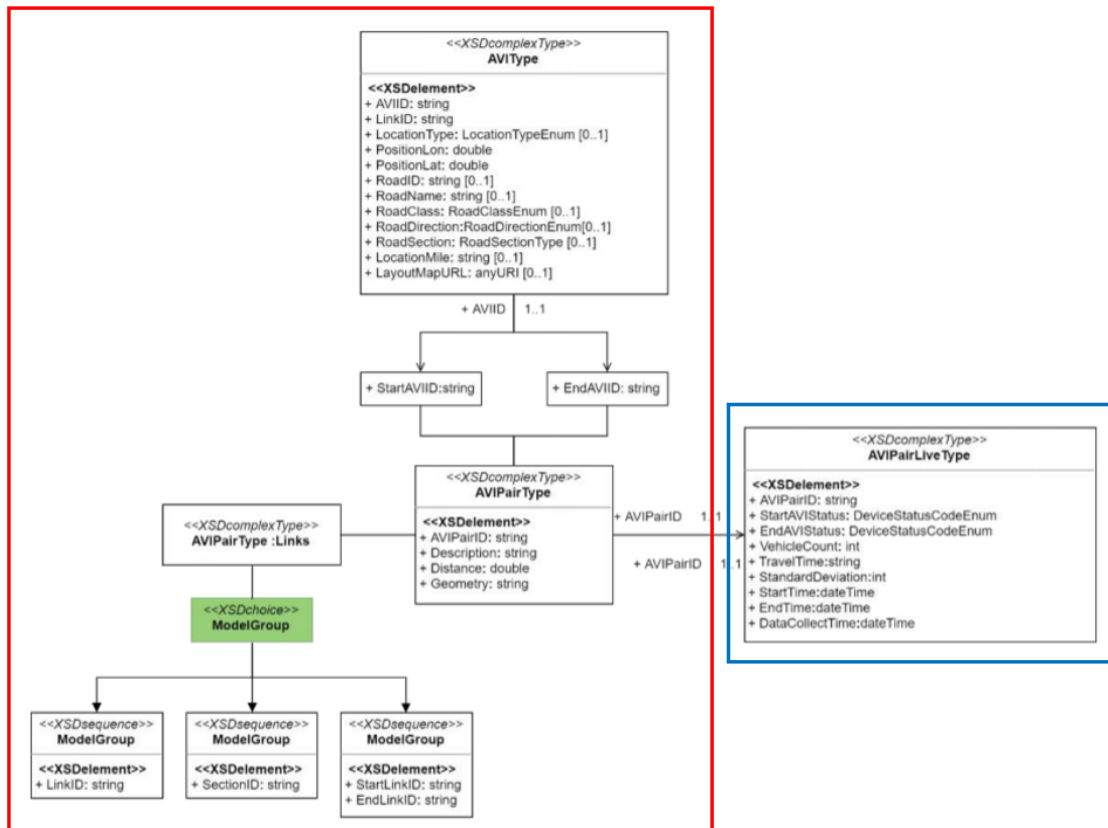 <<XSDcomplexType>>
AVIType
<<XSDelement>>
+ AVIID: string
+ LinkID: string
+ LocationType: LocationTypeEnum [0..1]
+ PositionLon: double
+ PositionLat: double
+ RoadID: string [0..1]
+ RoadName: string [0..1]
+ RoadClass: RoadClassEnum [0..1]
+ RoadDirection:RoadDirectionEnum[0..1]
+ RoadSection: RoadSectionType [0..1]
+ LocationMile: string [0..1]
+ LayoutMapURL: anyURI [0..1]
+ AVIID 1..1
+ StartAVIID:string
+ EndAVIID: string
<<XSDcomplexType>>
AVIPairType
<<XSDelement>>
+ AVIPairID: string
+ Description: string
+ Distance: double
+ Geometry: string
+ AVIPairID 1..1
+ AVIPairID 1..1
<<XSDcomplexType>>
AVIPairLiveType
<<XSDelement>>
+ AVIPairID: string
+ StartAVIStatus: DeviceStatusCodeEnum
+ EndAVIStatus: DeviceStatusCodeEnum
+ VehicleCount: int
+ TravelTime:string
+ StandardDeviation:int
+ StartTime:dateTime
+ EndTime:dateTime
+ DataCollectTime:dateTime
<<XSDcomplexType>>
AVIPairType :Links
<<XSDchoice>>
ModelGroup
<<XSDsequence>>
ModelGroup
<<XSDelement>>
+ LinkID: string
<<XSDsequence>>
ModelGroup
<<XSDelement>>
+ SectionID: string
<<XSDsequence>>
ModelGroup
<<XSDelement>>
+ StartLinkID: string
+ EndLinkID: string